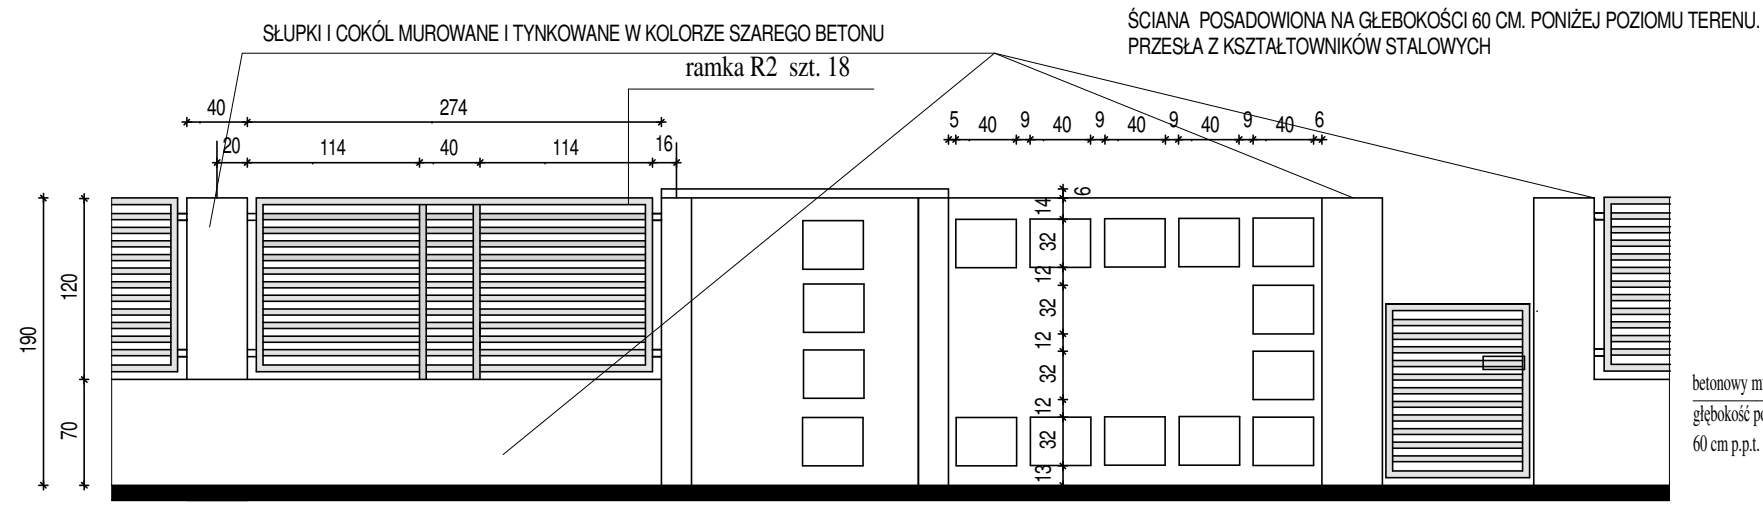 SŁUPKI I COKÓL MUROWANE I TYNKOWANE W KOLORZE SZAREGO BETONU
ŚCIANA POSADOWIONA NA GŁEBOKOŚCI 60 CM. PONIŻEJ POZIOMU TERENU.
PRZESŁA Z KSZTAŁTOWNIKÓW STALOWYCH
ramka R2 szt. 18
40 274
5 40 9 40 9 40 9 40 9 40 6
20 114 40 114 16
6
14
32
12
32
12
32
12
32
13
190
120
70
betonowy m
głębokość po
60 cm p.p.t.